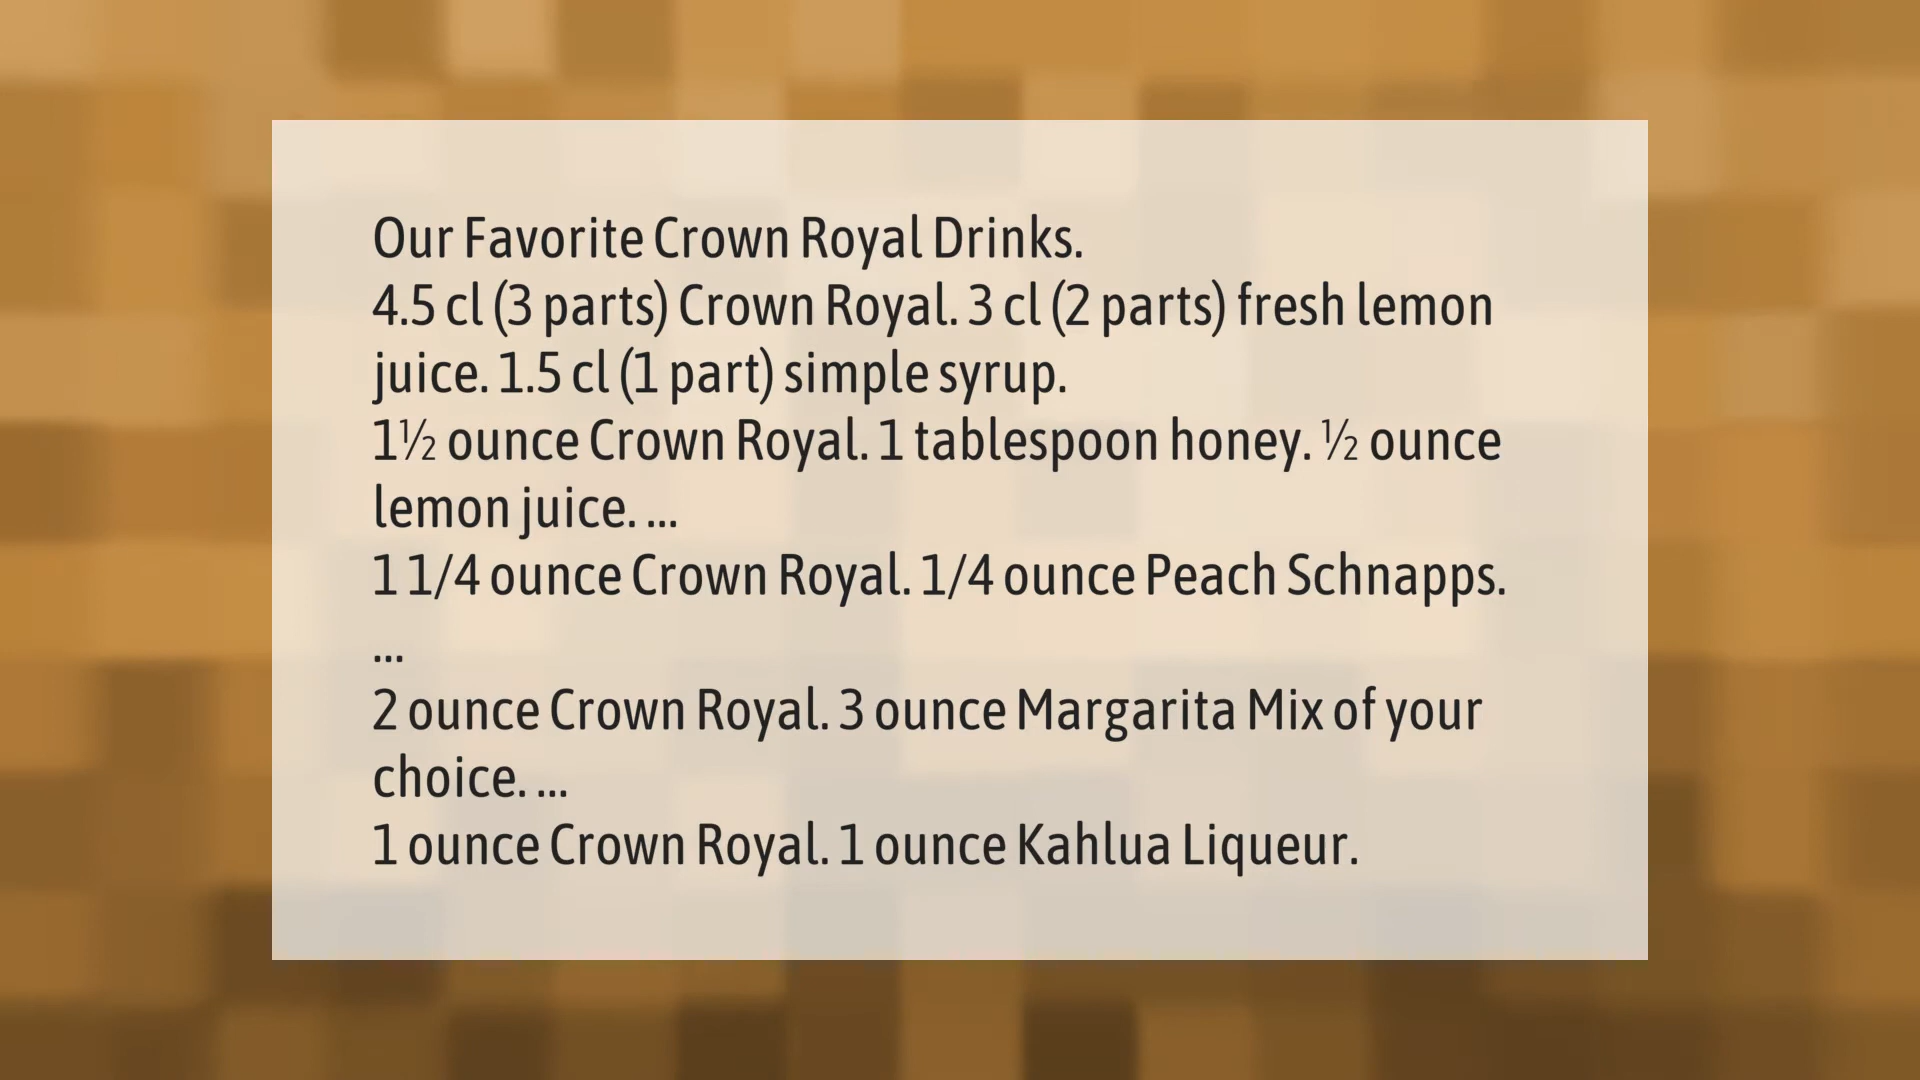 Our Favorite Crown Royal Drinks.
4.5 cl (3 parts) Crown Royal. 3 cl (2 parts) fresh lemon
juice. 1.5 cl (1 part) simple syrup.
1½ ounce Crown Royal. 1 tablespoon honey. ½ ounce
lemon juice. ...
1 1/4 ounce Crown Royal. 1/4 ounce Peach Schnapps.
...
2 ounce Crown Royal. 3 ounce Margarita Mix of your
choice. ...
1 ounce Crown Royal. 1 ounce Kahlua Liqueur.